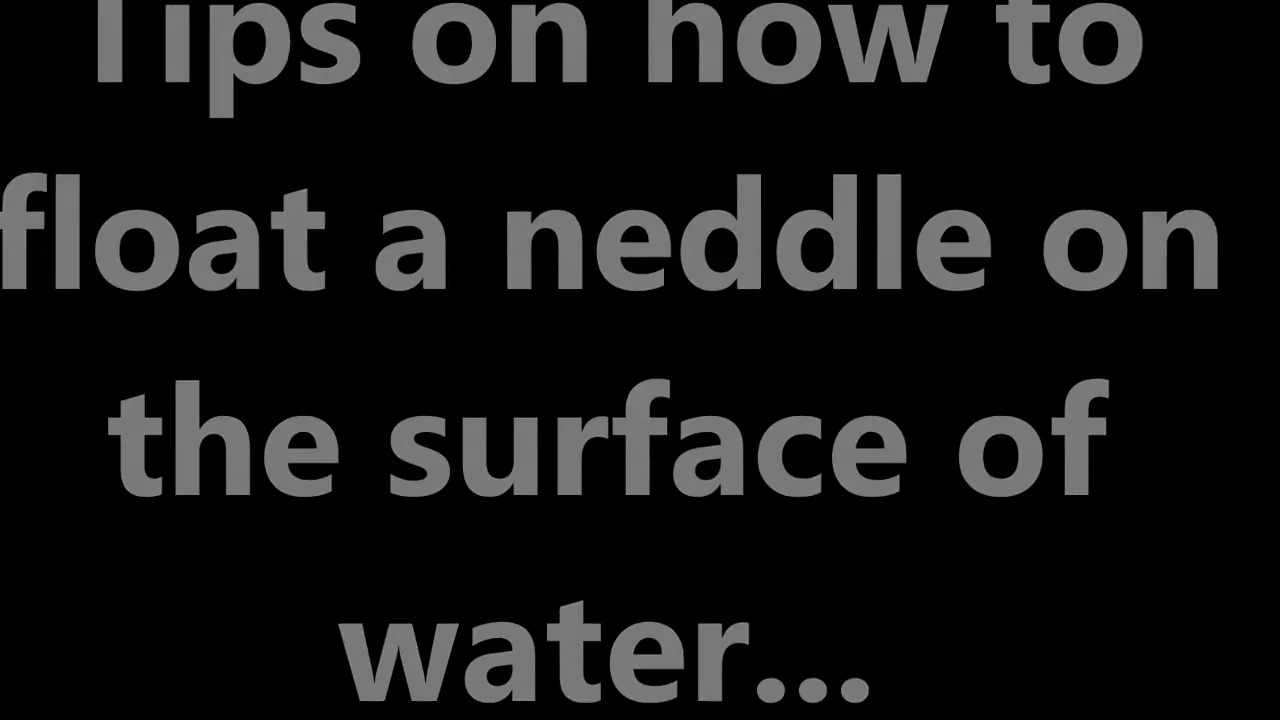 Tips on how to
float a neddle on
the surface of
water...